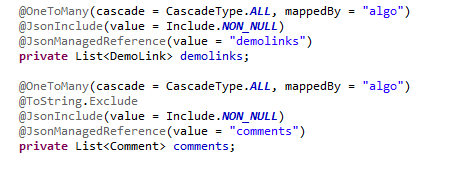 @OneToMany(cascade = CascadeType.ALL, mappedBy = "algo")
@JsonInclude(value = Include.NON_NULL)
@JsonManagedReference(value = "demolinks")
private List<DemoLink> demolinks;
@OneToMany(cascade = CascadeType.ALL, mappedBy = "algo")
@ToString.Exclude
@JsonInclude(value = Include.NON_NULL)
@JsonManagedReference(value = "comments")
private List<Comment> comments;